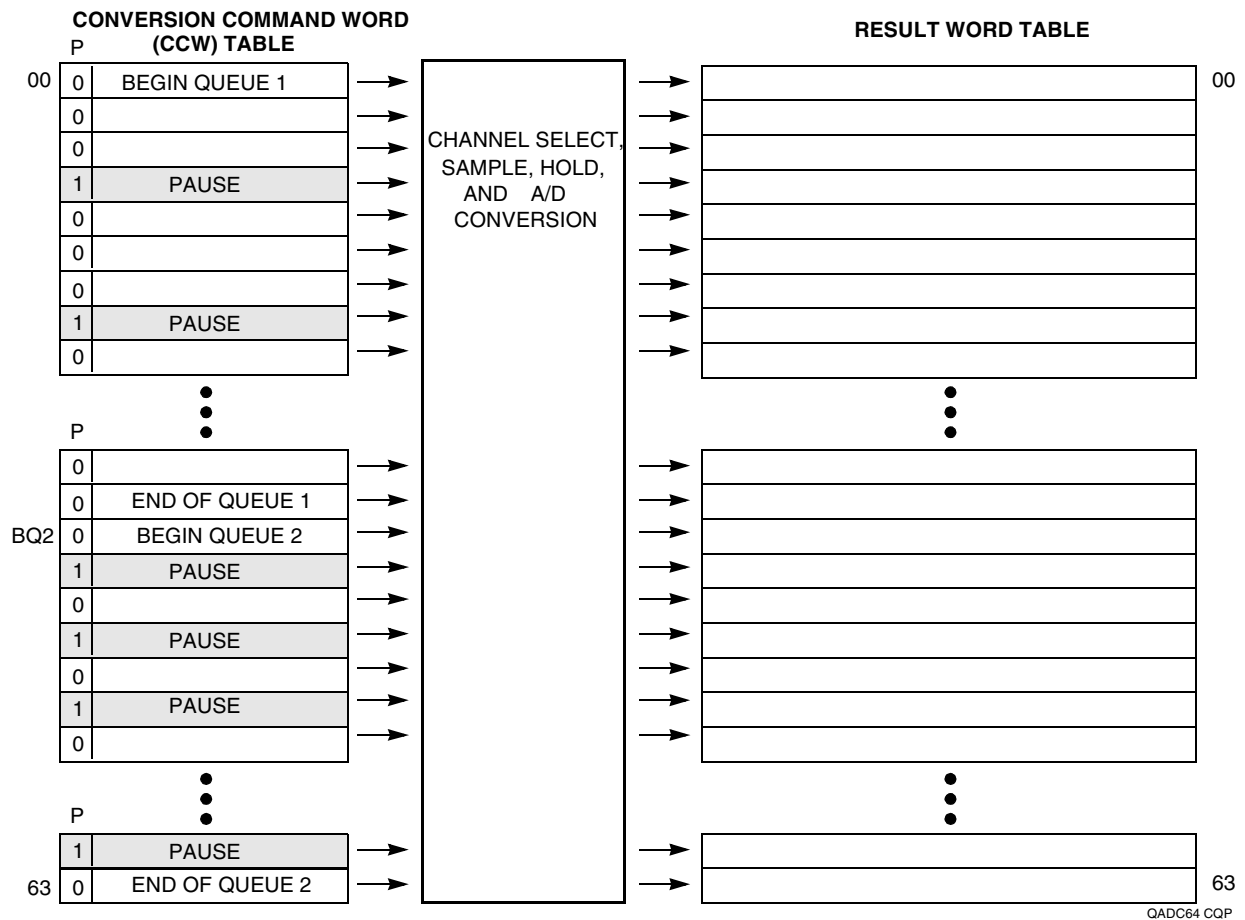 CONVERSION COMMAND WORD
(CCW) TABLE
RESULT WORD TABLE
P
00 0 BEGIN QUEUE 1 00
0
0
1 PAUSE
0
0
0
1 PAUSE
0
CHANNEL SELECT,
SAMPLE, HOLD,
AND A/D
CONVERSION
P
0
0 END OF QUEUE 1
BQ2 0 BEGIN QUEUE 2
1 PAUSE
0
1 PAUSE
0
1 PAUSE
0
P
1 PAUSE
63 0 END OF QUEUE 2 63
QADC64 CQP